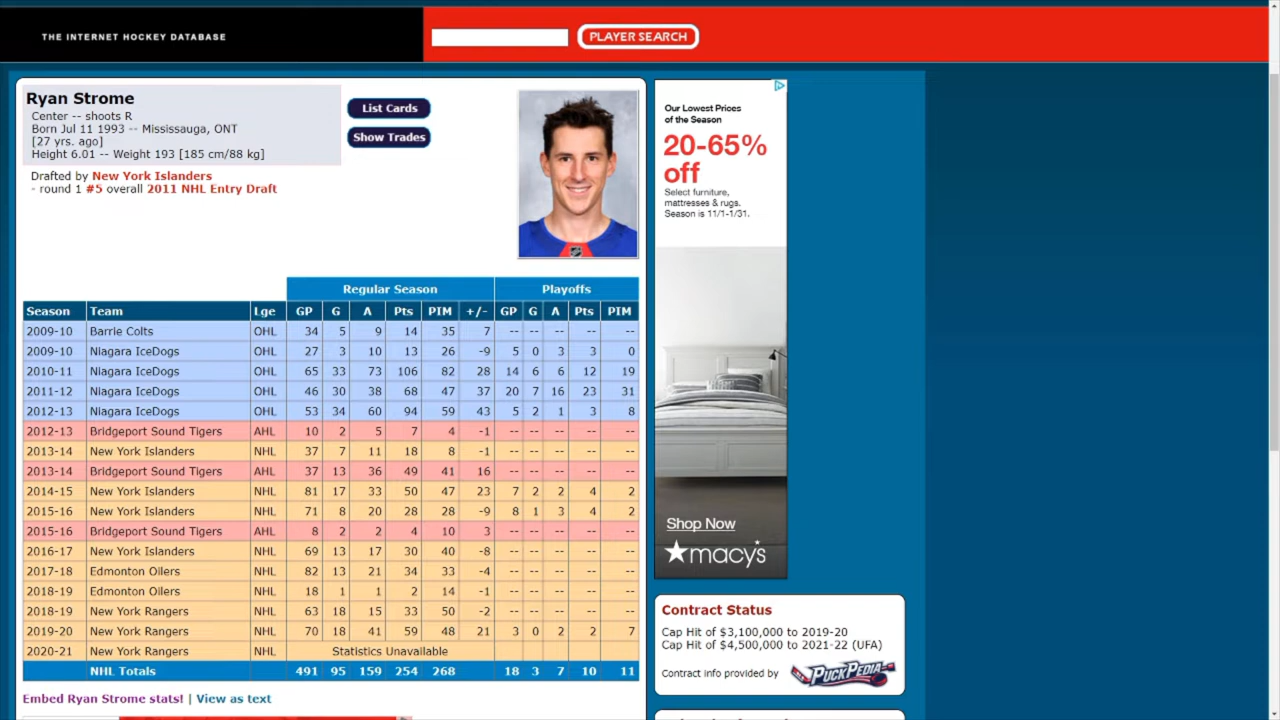 THE INTERNET HOCKEY DATABASE
PLAYER SEARCH
Ryan Strome
Center -- shoots R
Born Jul 11 1993 -- Mississauga, ONT
[27 yrs. ago]
Height 6.01 -- Weight 193 [185 cm/88 kg]
List Cards
Show Trades
Drafted by New York Islanders
- round 1 #5 overall 2011 NHL Entry Draft
Regular Season Playoffs
Season Team Lge GP G A Pts PIM +/- GP G A Pts PIM
2009-10 Barrie Colts OHL 34 5 9 14 35 7 -- -- -- -- --
2009-10 Niagara IceDogs OHL 27 3 10 13 26 -9 5 0 3 3 0
2010-11 Niagara IceDogs OHL 65 33 73 106 82 28 14 6 6 12 19
2011-12 Niagara IceDogs OHL 46 30 38 68 47 37 20 7 16 23 31
2012-13 Niagara IceDogs OHL 53 34 60 94 59 43 5 2 1 3 8
2012-13 Bridgeport Sound Tigers AHL 10 2 5 7 4 -1 -- -- -- -- --
2013-14 New York Islanders NHL 37 7 11 18 8 -1 -- -- -- -- --
2013-14 Bridgeport Sound Tigers AHL 37 13 36 49 41 16 -- -- -- -- --
2014-15 New York Islanders NHL 81 17 33 50 47 23 7 2 2 4 2
2015-16 New York Islanders NHL 71 8 20 28 28 -9 8 1 3 4 2
2015-16 Bridgeport Sound Tigers AHL 8 2 2 4 10 3 -- -- -- -- --
2016-17 New York Islanders NHL 69 13 17 30 40 -8 -- -- -- -- --
2017-18 Edmonton Oilers NHL 82 13 21 34 33 -4 -- -- -- -- --
2018-19 Edmonton Oilers NHL 18 1 1 2 14 -1 -- -- -- -- --
2018-19 New York Rangers NHL 63 18 15 33 50 -2 -- -- -- -- --
2019-20 New York Rangers NHL 70 18 41 59 48 21 3 0 2 2 7
2020-21 New York Rangers NHL Statistics Unavailable
NHL Totals 491 95 159 254 268 18 3 7 10 11
Embed Ryan Strome stats! | View as text
Our Lowest Prices
of the Season
20-65%
off
Select furniture,
mattresses & rugs.
Season is 11/1-1/31.
Shop Now
macy's
Contract Status
Cap Hit of $3,100,000 to 2019-20
Cap Hit of $4,500,000 to 2021-22 (UFA)
Contract info provided by PUCKPEDIA